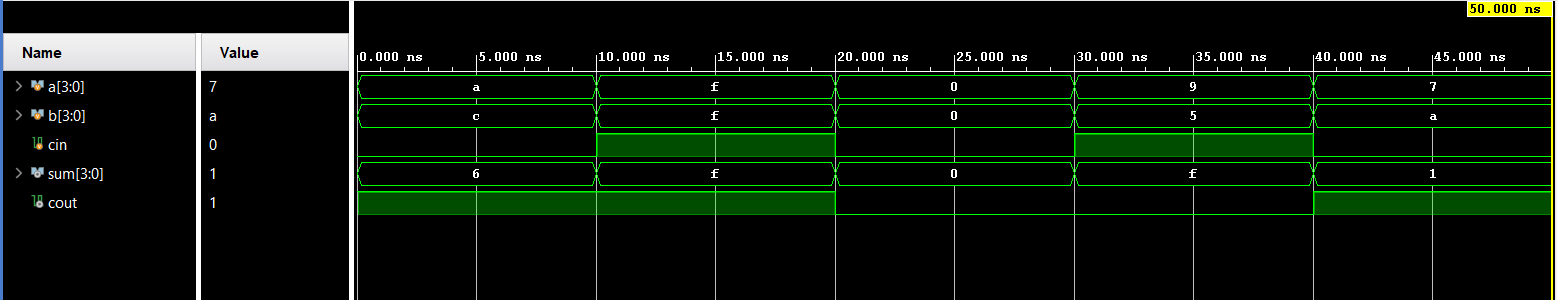 50.000 ns
Name Value
0.000 ns 5.000 ns 10.000 ns 15.000 ns 20.000 ns 25.000 ns 30.000 ns 35.000 ns 40.000 ns 45.000 ns
a[3:0] 7 a f 0 9 7
b[3:0] a c f 0 5 a
cin 0
sum[3:0] 1 6 f 0 f 1
cout 1